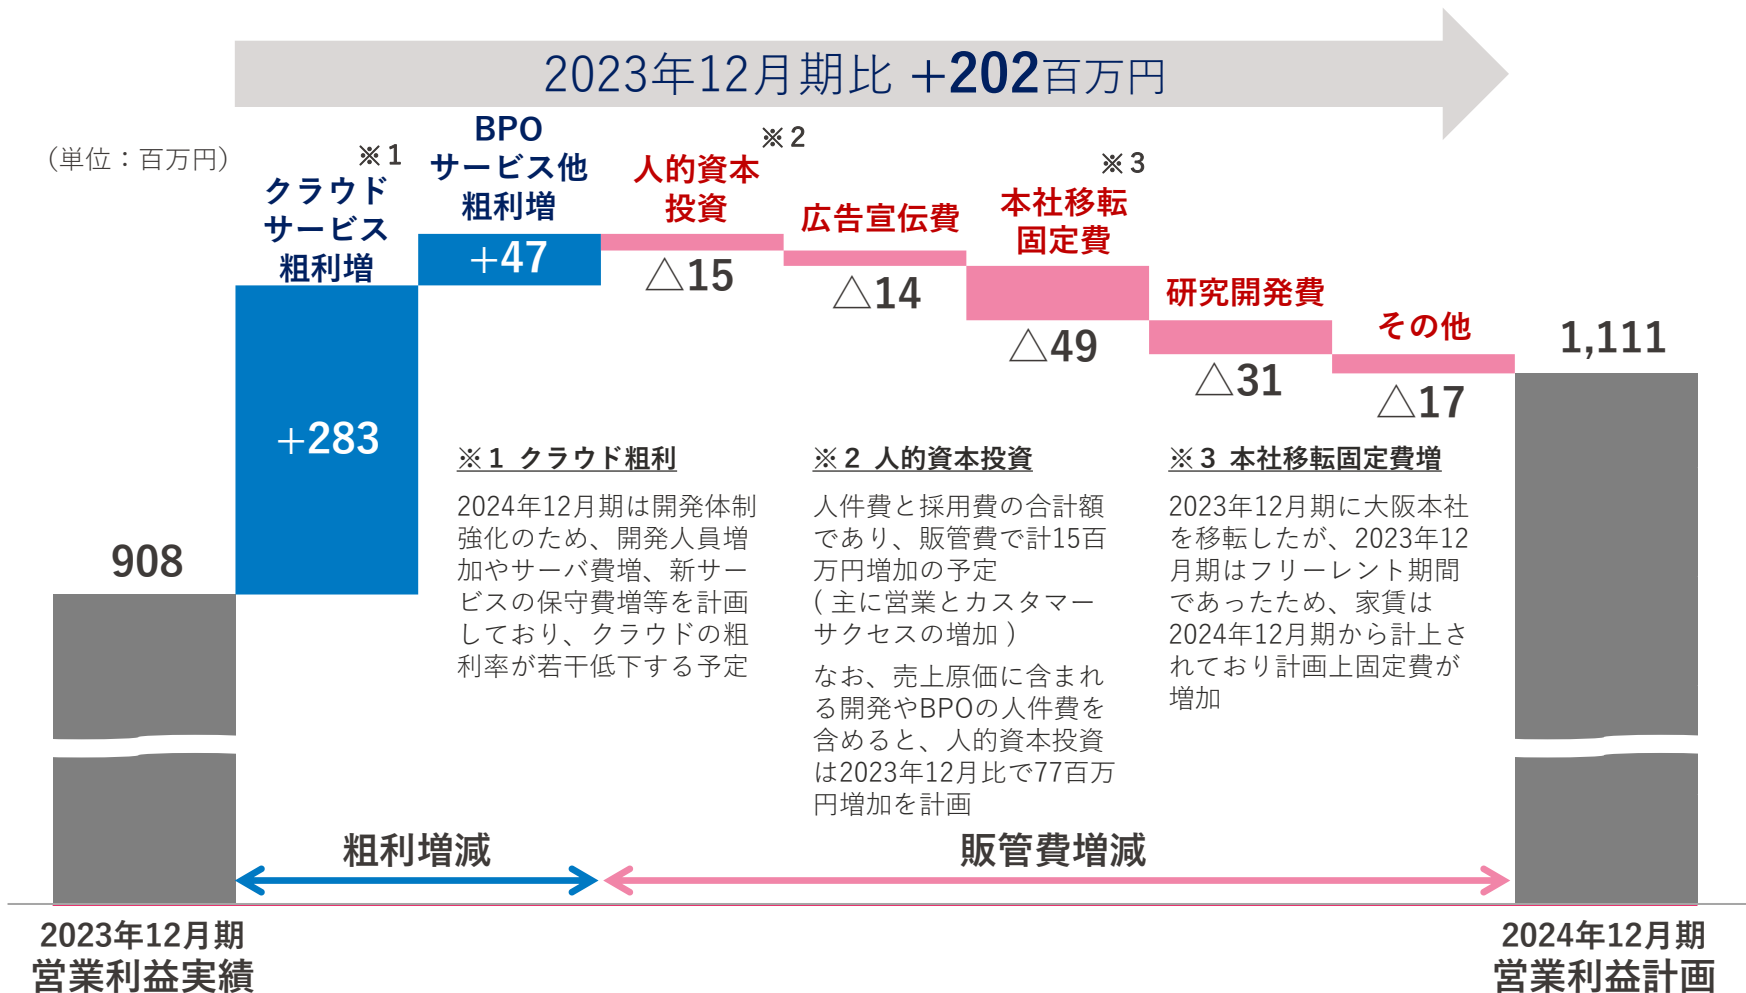 2023年12月期比 +202百万円
(単位：百万円)
※1
クラウド
サービス
粗利増
BPO
サービス他
粗利増
※2
人的資本
投資
広告宣伝費
※3
本社移転
固定費
研究開発費
その他
908
+283
+47
△15
△14
△49
△31
△17
1,111
※1 クラウド粗利
2024年12月期は開発体制
強化のため、開発人員増
加やサーバ費増、新サー
ビスの保守費増等を計画
しており、クラウドの粗
利率が若干低下する予定
※2 人的資本投資
人件費と採用費の合計額
であり、販管費で計15百
万円増加の予定
( 主に営業とカスタマー
サクセスの増加 )
なお、売上原価に含まれ
る開発やBPOの人件費を
含めると、人的資本投資
は2023年12月比で77百万
円増加を計画
※3 本社移転固定費増
2023年12月期に大阪本社
を移転したが、2023年12
月期はフリーレント期間
であったため、家賃は
2024年12月期から計上さ
れており計画上固定費が
増加
粗利増減
販管費増減
2023年12月期
営業利益実績
2024年12月期
営業利益計画